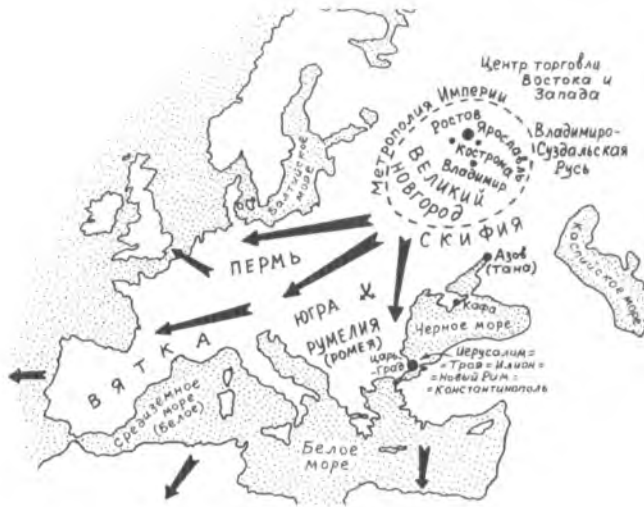 Центр торговли
Востока и
Запада
Метрополия Империи
Ростов
Ярославль
Кострома
Владимир
ВЕЛИКИЙ
НОВГОРОД
Владимиро-
Суздальская
Русь
СКИФИЯ
Балтийское
море
ПЕРМЬ
Азов
(Тана)
Каспийское
море
Кафа
Черное море
ЮГРА
РУМЕЛИЯ
(РОМЕЯ)
ВЯТКА
царь-
град
Иерусалим=
=Троя=Илион=
=Новый Рим=
=Константинополь
Средиземное
море
(Белое)
Белое
море